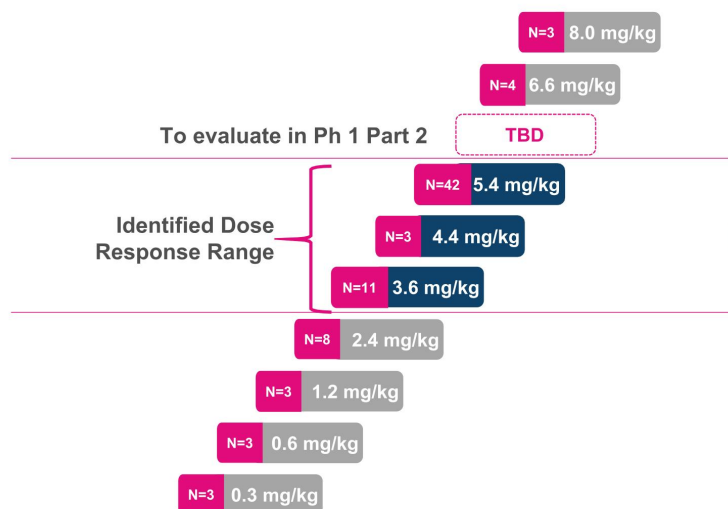 N=3 8.0 mg/kg
N=4 6.6 mg/kg
To evaluate in Ph 1 Part 2 TBD
N=42 5.4 mg/kg
Identified Dose
Response Range
N=3 4.4 mg/kg
N=11 3.6 mg/kg
N=8 2.4 mg/kg
N=3 1.2 mg/kg
N=3 0.6 mg/kg
N=3 0.3 mg/kg